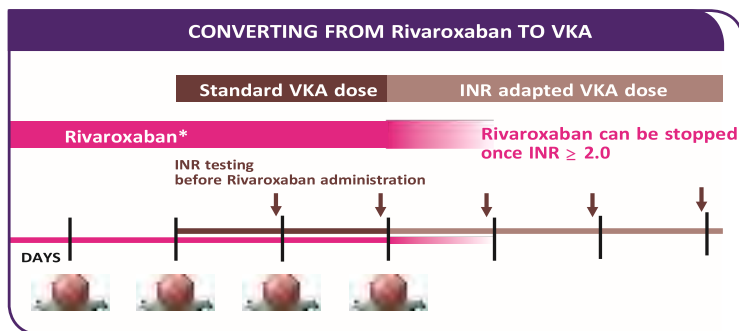 CONVERTING FROM Rivaroxaban TO VKA
Standard VKA dose
INR adapted VKA dose
Rivaroxaban*
Rivaroxaban can be stopped
once INR ≥ 2.0
INR testing
before Rivaroxaban administration
DAYS